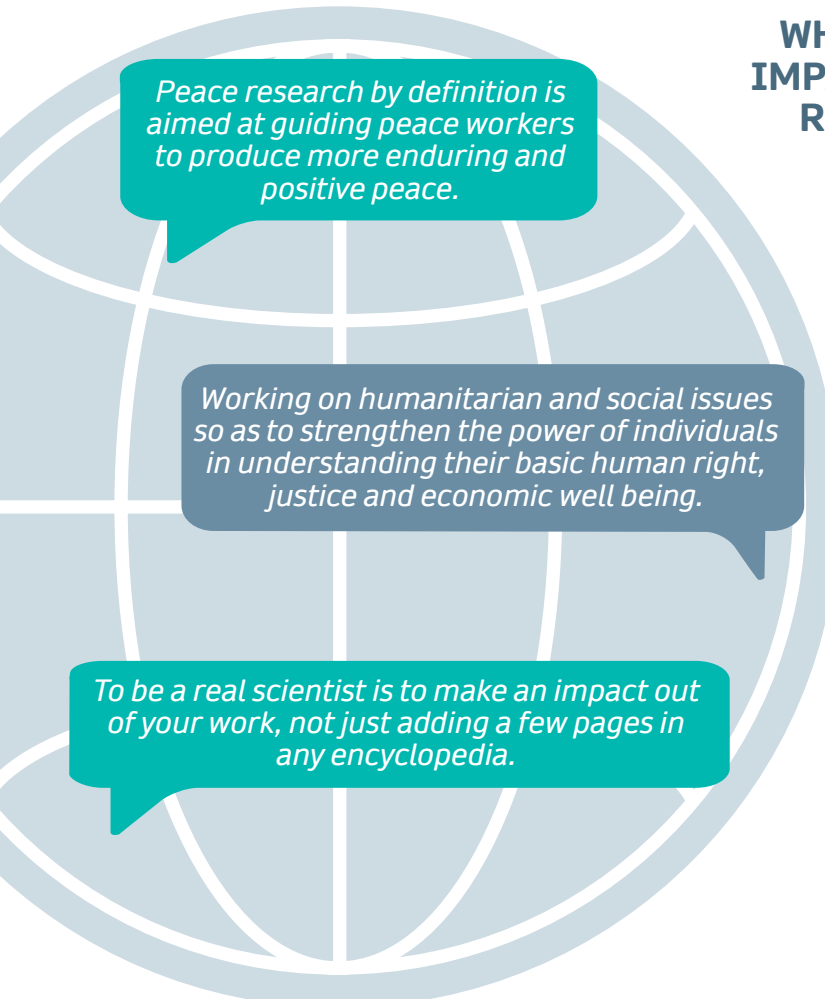 Peace research by definition is
aimed at guiding peace workers
to produce more enduring and
positive peace.
Working on humanitarian and social issues
so as to strengthen the power of individuals
in understanding their basic human right,
justice and economic well being.
To be a real scientist is to make an impact out
of your work, not just adding a few pages in
any encyclopedia.